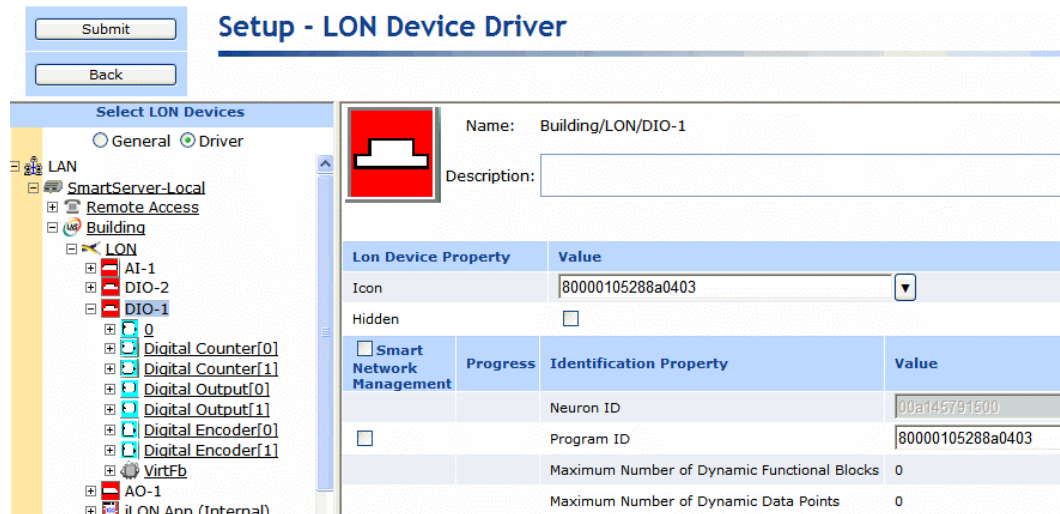 Submit
Setup - LON Device Driver
Back
Select LON Devices
General Driver
LAN
SmartServer-Local
Remote Access
Building
LON
AI-1
DIO-2
DIO-1
0
Digital Counter[0]
Digital Counter[1]
Digital Output[0]
Digital Output[1]
Digital Encoder[0]
Digital Encoder[1]
VirtFb
AO-1
iLON App (Internal)
Name: Building/LON/DIO-1
Description:
Lon Device Property Value
Icon 80000105288a0403
Hidden
Smart Network Management Progress Identification Property Value
Neuron ID 00a145791500
Program ID 80000105288a0403
Maximum Number of Dynamic Functional Blocks 0
Maximum Number of Dynamic Data Points 0